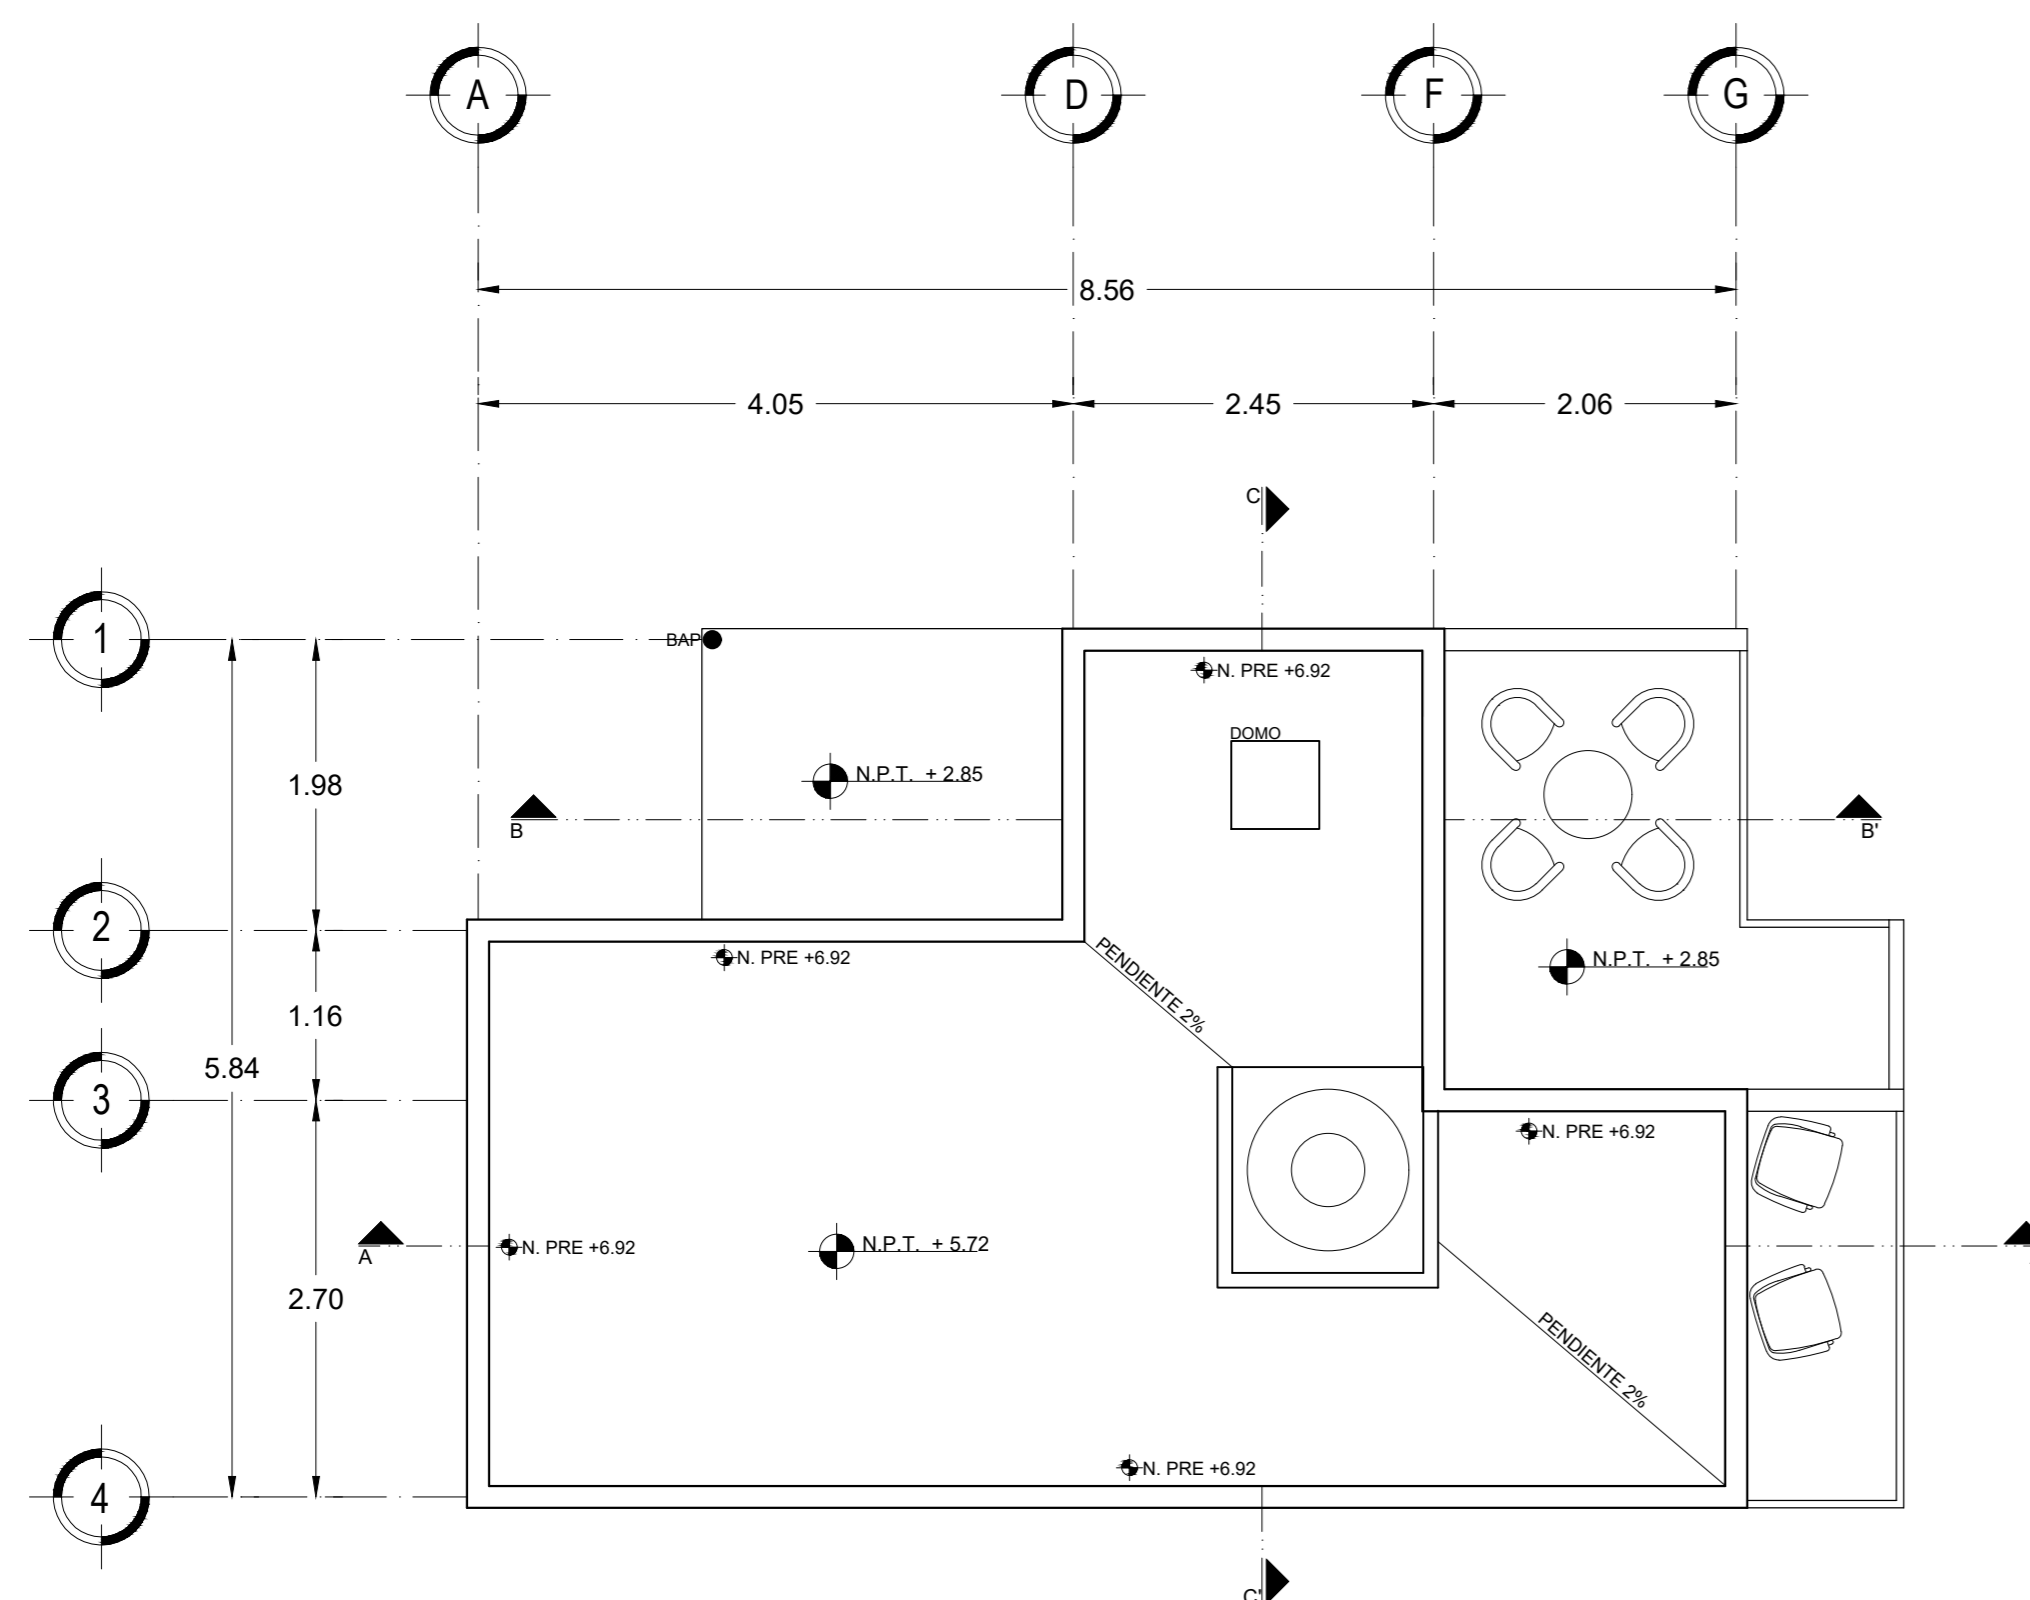 A
D
F
G
8.56
4.05
2.45
2.06
C
1
BAP
N. PRE +6.92
DOMO
N.P.T. + 2.85
1.98
B
B'
2
N. PRE +6.92
PENDIENTE 2%
N.P.T. + 2.85
1.16
5.84
3
N. PRE +6.92
A
N. PRE +6.92
N.P.T. + 5.72
2.70
PENDIENTE 2%
N. PRE +6.92
4
C'